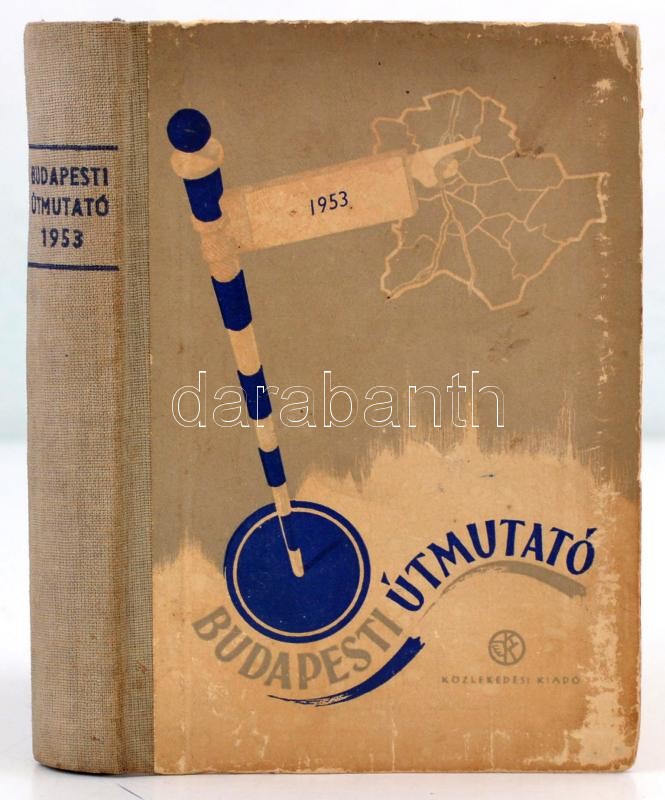 BUDAPESTI
ÚTMUTATÓ
1953
1953
darabanth
BUDAPESTI ÚTMUTATÓ
KÖZLEKEDÉSI KIADÓ